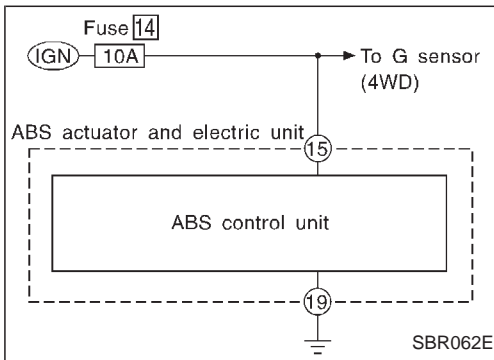 Fuse 14
IGN 10A To G sensor
(4WD)
ABS actuator and electric unit
15
ABS control unit
19
SBR062E